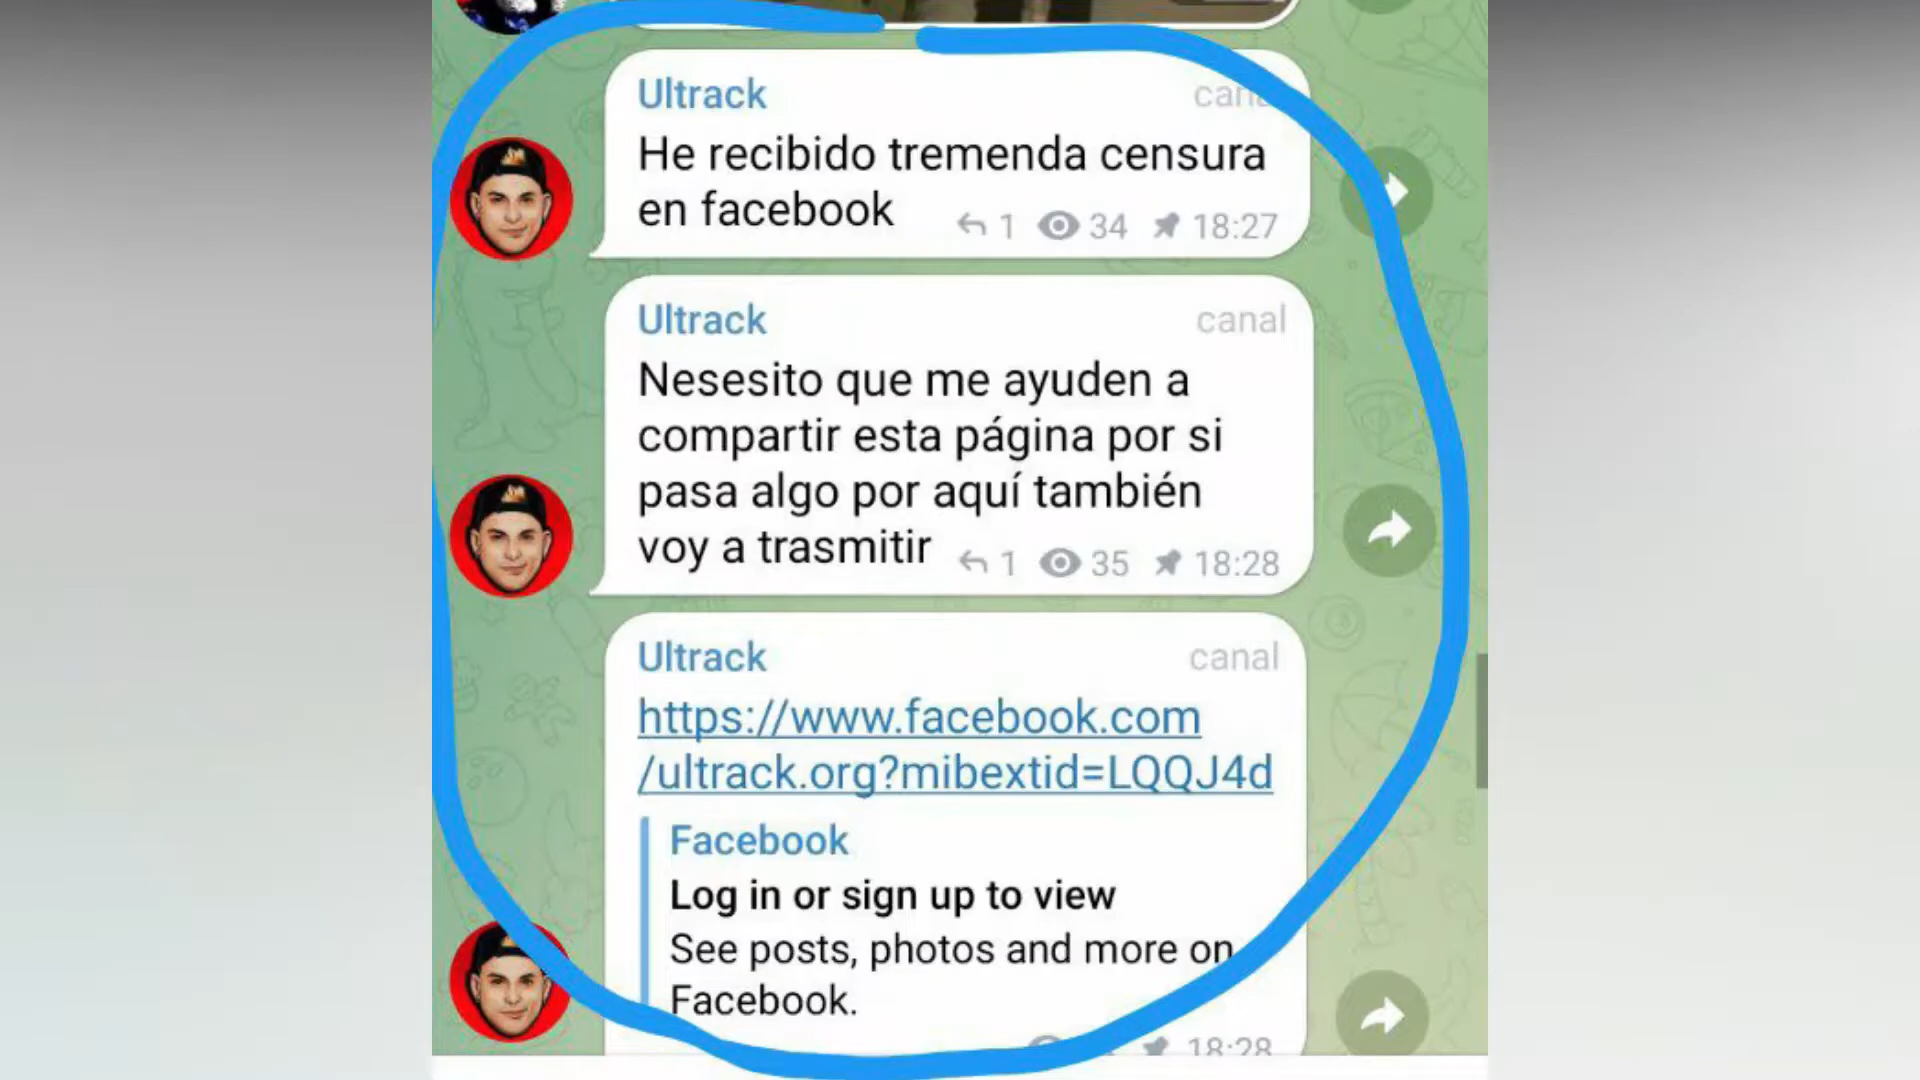 Ultrack canal
He recibido tremenda censura
en facebook 1 34 18:27
Ultrack canal
Nesesito que me ayuden a
compartir esta página por si
pasa algo por aquí también
voy a trasmitir 1 35 18:28
Ultrack canal
https://www.facebook.com
/ultrack.org?mibextid=LQQJ4d
Facebook
Log in or sign up to view
See posts, photos and more on
Facebook.
18:28